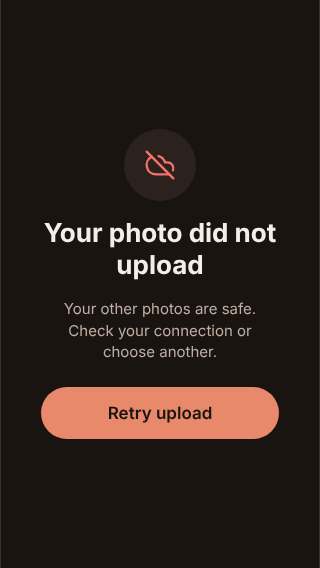 Your photo did not
upload
Your other photos are safe.
Check your connection or
choose another.
Retry upload